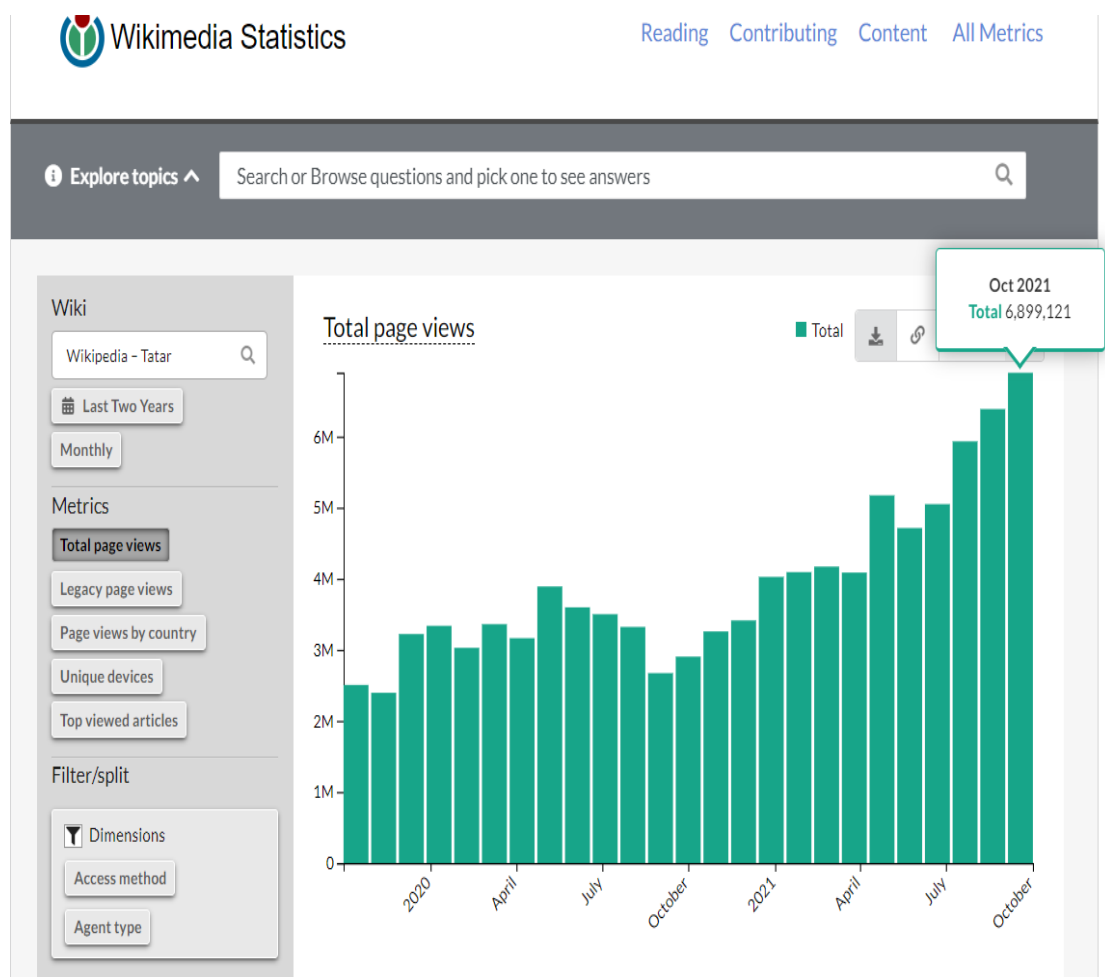 Wikimedia Statistics
Reading Contributing Content All Metrics
Explore topics
Search or Browse questions and pick one to see answers
Wiki
Wikipedia – Tatar
Last Two Years
Monthly
Metrics
Total page views
Legacy page views
Page views by country
Unique devices
Top viewed articles
Filter/split
Dimensions
Access method
Agent type
Total page views
Total
Oct 2021
Total 6,899,121
6M
5M
4M
3M
2M
1M
0
2020 April July October 2021 April July October